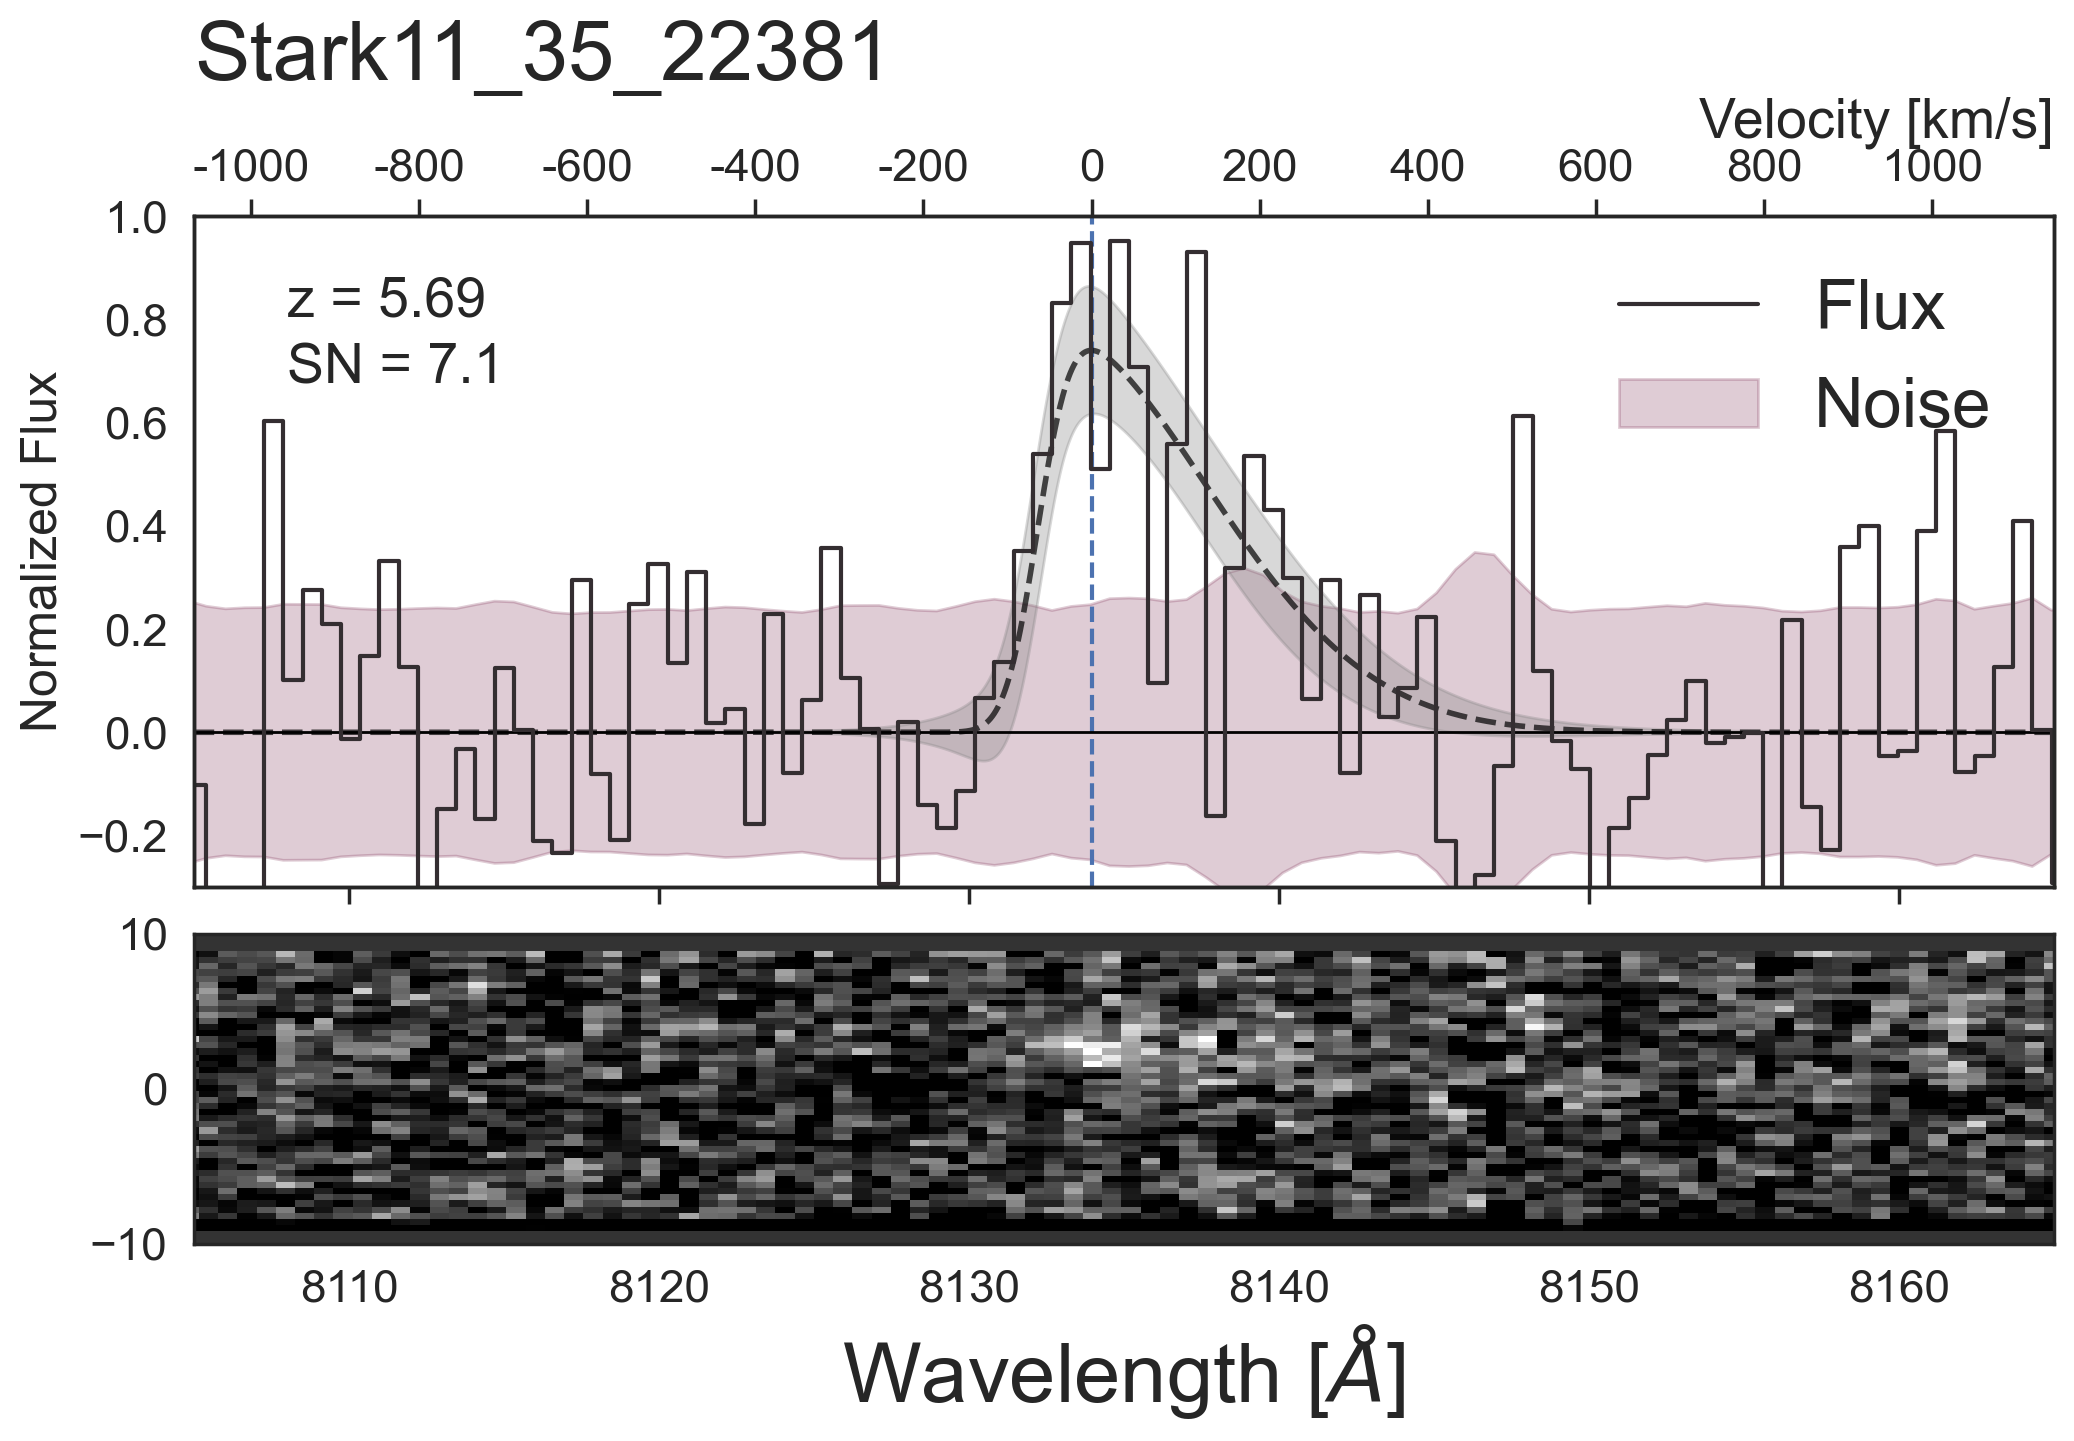 Stark11_35_22381
Velocity [km/s]
-1000 -800 -600 -400 -200 0 200 400 600 800 1000
1.0
0.8
0.6
0.4
0.2
0.0
−0.2
Normalized Flux
z = 5.69
SN = 7.1
Flux
Noise
10
0
−10
8110 8120 8130 8140 8150 8160
Wavelength [Å]